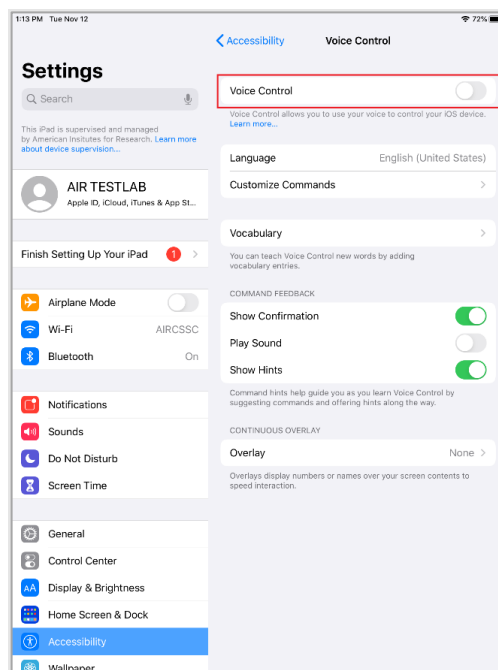 1:13 PM Tue Nov 12
72%
Accessibility
Voice Control
Settings
Search
This iPad is supervised and managed
by American Insitutes for Research. Learn more
about device supervision...
AIR TESTLAB
Apple ID, iCloud, iTunes & App St...
Finish Setting Up Your iPad 1
Airplane Mode
Wi-Fi AIRCSSC
Bluetooth On
Notifications
Sounds
Do Not Disturb
Screen Time
General
Control Center
AA Display & Brightness
Home Screen & Dock
Accessibility
Wallpaper
Voice Control
Voice Control allows you to use your voice to control your iOS device.
Learn more...
Language English (United States)
Customize Commands
Vocabulary
You can teach Voice Control new words by adding
vocabulary entries.
COMMAND FEEDBACK
Show Confirmation
Play Sound
Show Hints
Command hints help guide you as you learn Voice Control by
suggesting commands and offering hints along the way.
CONTINUOUS OVERLAY
Overlay None
Overlays display numbers or names over your screen contents to
speed interaction.